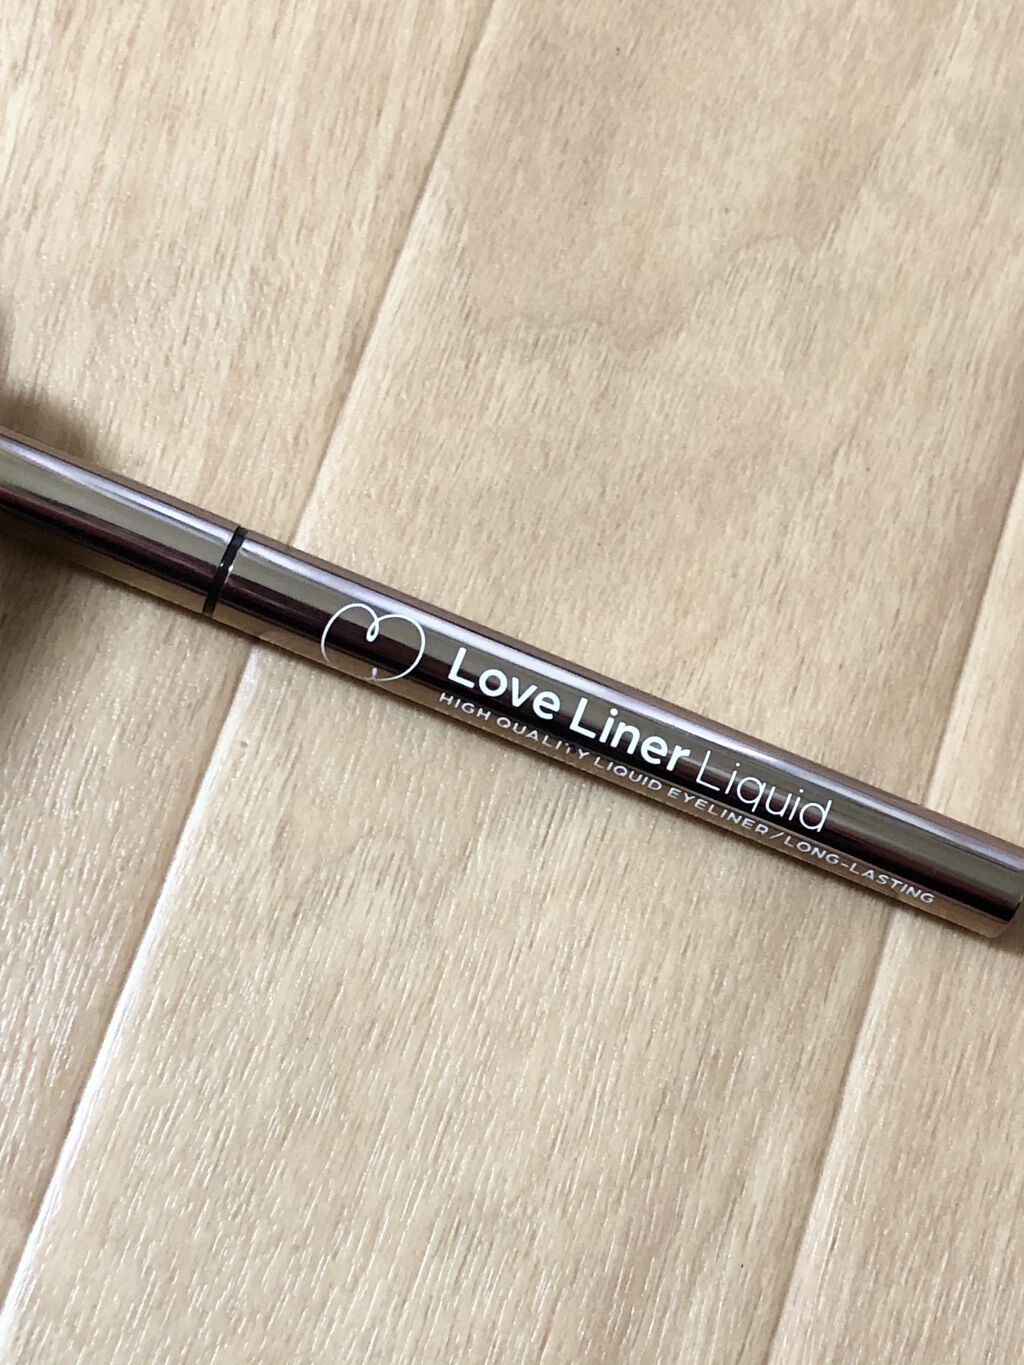 Love Liner Liquid
HIGH QUALITY LIQUID EYELINER/LONG-LASTING